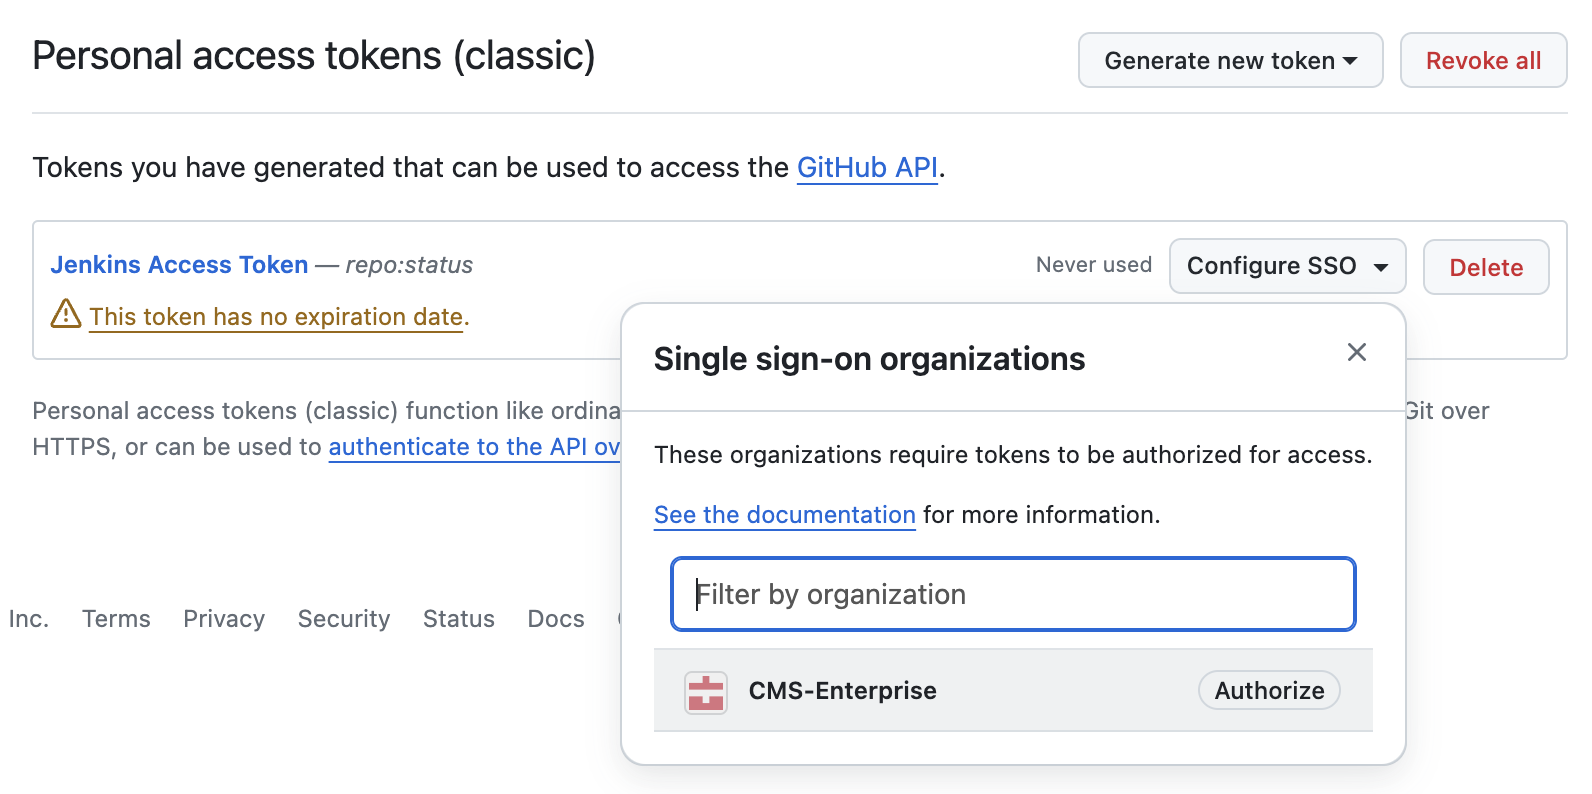 Personal access tokens (classic)
Generate new token
Revoke all
Tokens you have generated that can be used to access the GitHub API.
Jenkins Access Token — repo:status
Never used
Configure SSO
Delete
This token has no expiration date.
Single sign-on organizations
Personal access tokens (classic) function like ordina
Git over
HTTPS, or can be used to authenticate to the API ov
These organizations require tokens to be authorized for access.
See the documentation for more information.
Filter by organization
Inc. Terms Privacy Security Status Docs
CMS-Enterprise
Authorize